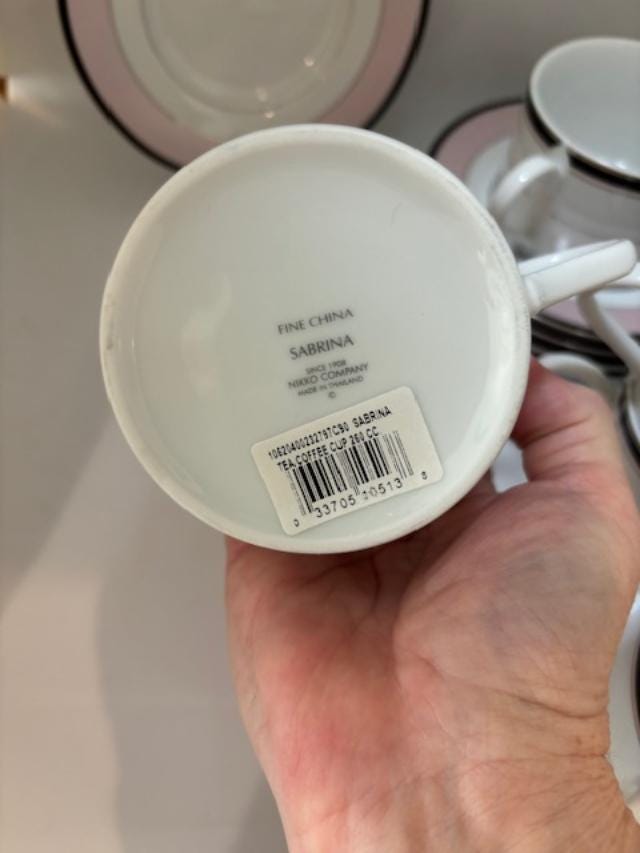 FINE CHINA
SABRINA
SINCE 1908
NIKKO COMPANY
MADE IN THAILAND
©
SABRINA
TEA,COFFEE CUP 260 CC.
0 33705 10513 8